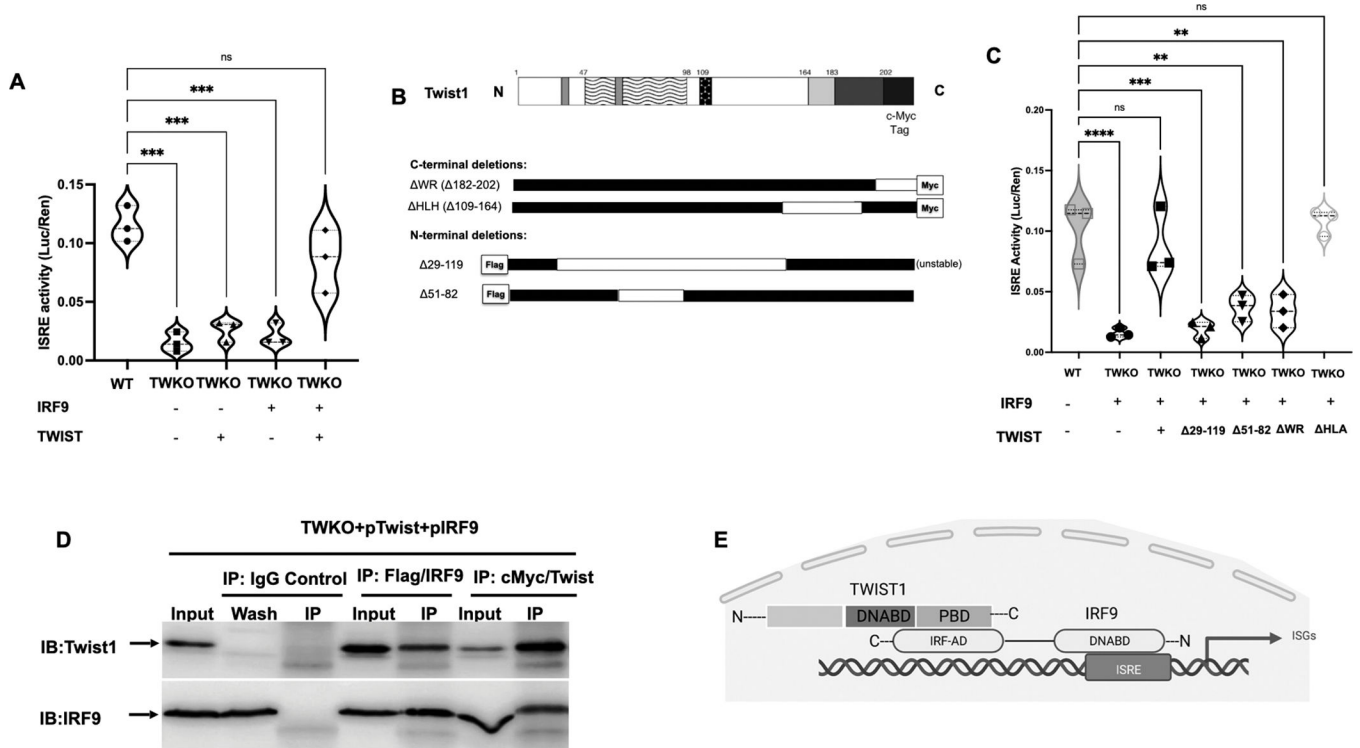 A
ns
***
***
***
ISRE activity (Luc/Ren)
0.15
0.10
0.05
0.00
WT TWKO TWKO TWKO TWKO
IRF9 - - + +
TWIST - + - +
B
1 47 98 109 164 183 202
Twist1 N C
c-Myc
Tag
C-terminal deletions:
ΔWR (Δ182-202) Myc
ΔHLH (Δ109-164) Myc
N-terminal deletions:
Δ29-119 Flag (unstable)
Δ51-82 Flag
C
ns
**
**
***
ns
****
ISRE Activity (Luc/Ren)
0.20
0.15
0.10
0.05
0.00
WT TWKO TWKO TWKO TWKO TWKO TWKO
IRF9 - + + + + + +
TWIST - - + Δ29-119 Δ51-82 ΔWR ΔHLA
D
TWKO+pTwist+pIRF9
IP: IgG Control IP: Flag/IRF9 IP: cMyc/Twist
Input Wash IP Input IP Input IP
IB:Twist1
IB:IRF9
E
TWIST1
N DNABD PBD C
IRF9
C IRF-AD DNABD N
ISRE
ISGs